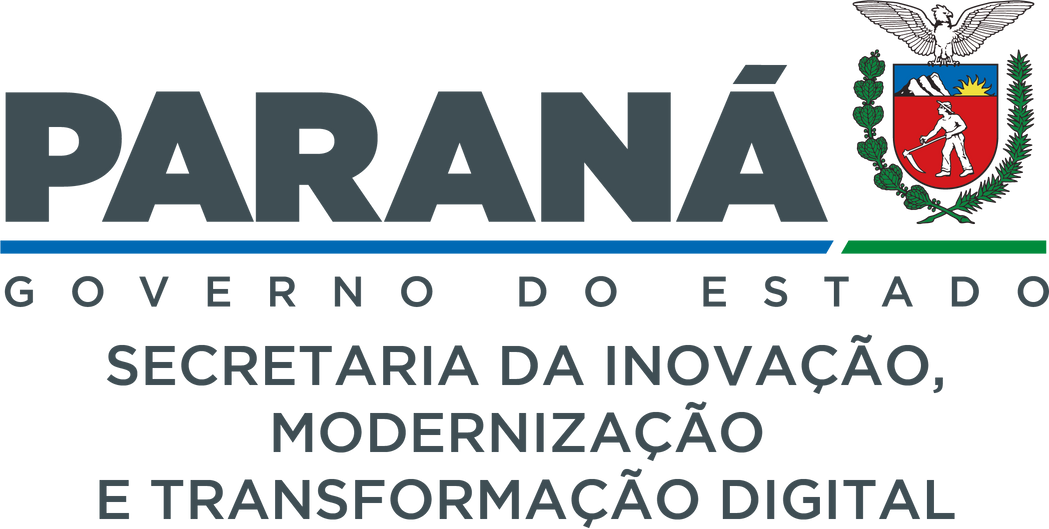 PARANÁ
GOVERNO DO ESTADO
SECRETARIA DA INOVAÇÃO,
MODERNIZAÇÃO
E TRANSFORMAÇÃO DIGITAL